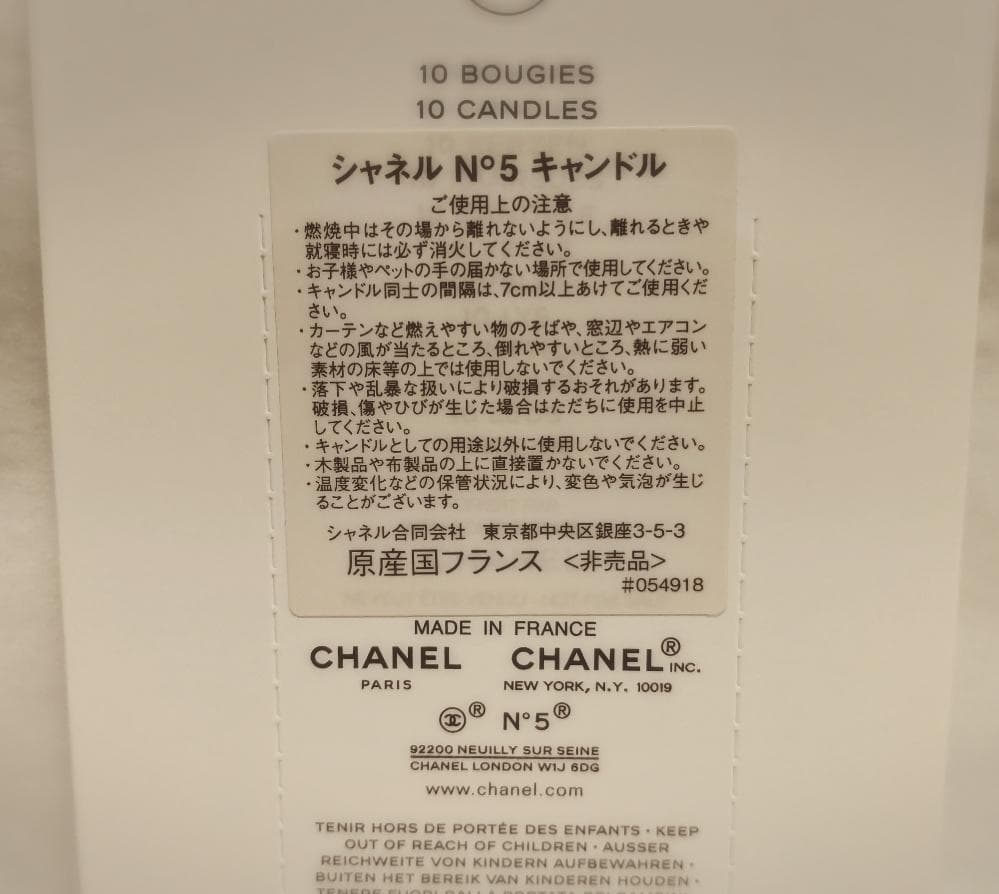 10 BOUGIES
10 CANDLES
シャネル N°5 キャンドル
ご使用上の注意
・燃焼中はその場から離れないようにし、離れるときや
就寝時には必ず消火してください。
・お子様やペットの手の届かない場所で使用してください。
・キャンドル同士の間隔は、7cm以上あけてご使用くだ
さい。
・カーテンなど燃えやすい物のそばや、窓辺やエアコン
などの風が当たるところ、倒れやすいところ、熱に弱い
素材の床等の上では使用しないでください。
・落下や乱暴な扱いにより破損するおそれがあります。
破損、傷やひびが生じた場合はただちに使用を中止
してください。
・キャンドルとしての用途以外に使用しないでください。
・木製品や布製品の上に直接置かないでください。
・温度変化などの保管状況により、変色や気泡が生じ
ることがございます。
シャネル合同会社 東京都中央区銀座3-5-3
原産国フランス <非売品>
#054918
MADE IN FRANCE
CHANEL CHANEL® INC.
PARIS NEW YORK, N.Y. 10019
® N°5®
92200 NEUILLY SUR SEINE
CHANEL LONDON W1J 6DG
www.chanel.com
TENIR HORS DE PORTÉE DES ENFANTS · KEEP
OUT OF REACH OF CHILDREN · AUSSER
REICHWEITE VON KINDERN AUFBEWAHREN ·
BUITEN HET BEREIK VAN KINDEREN HOUDEN ·